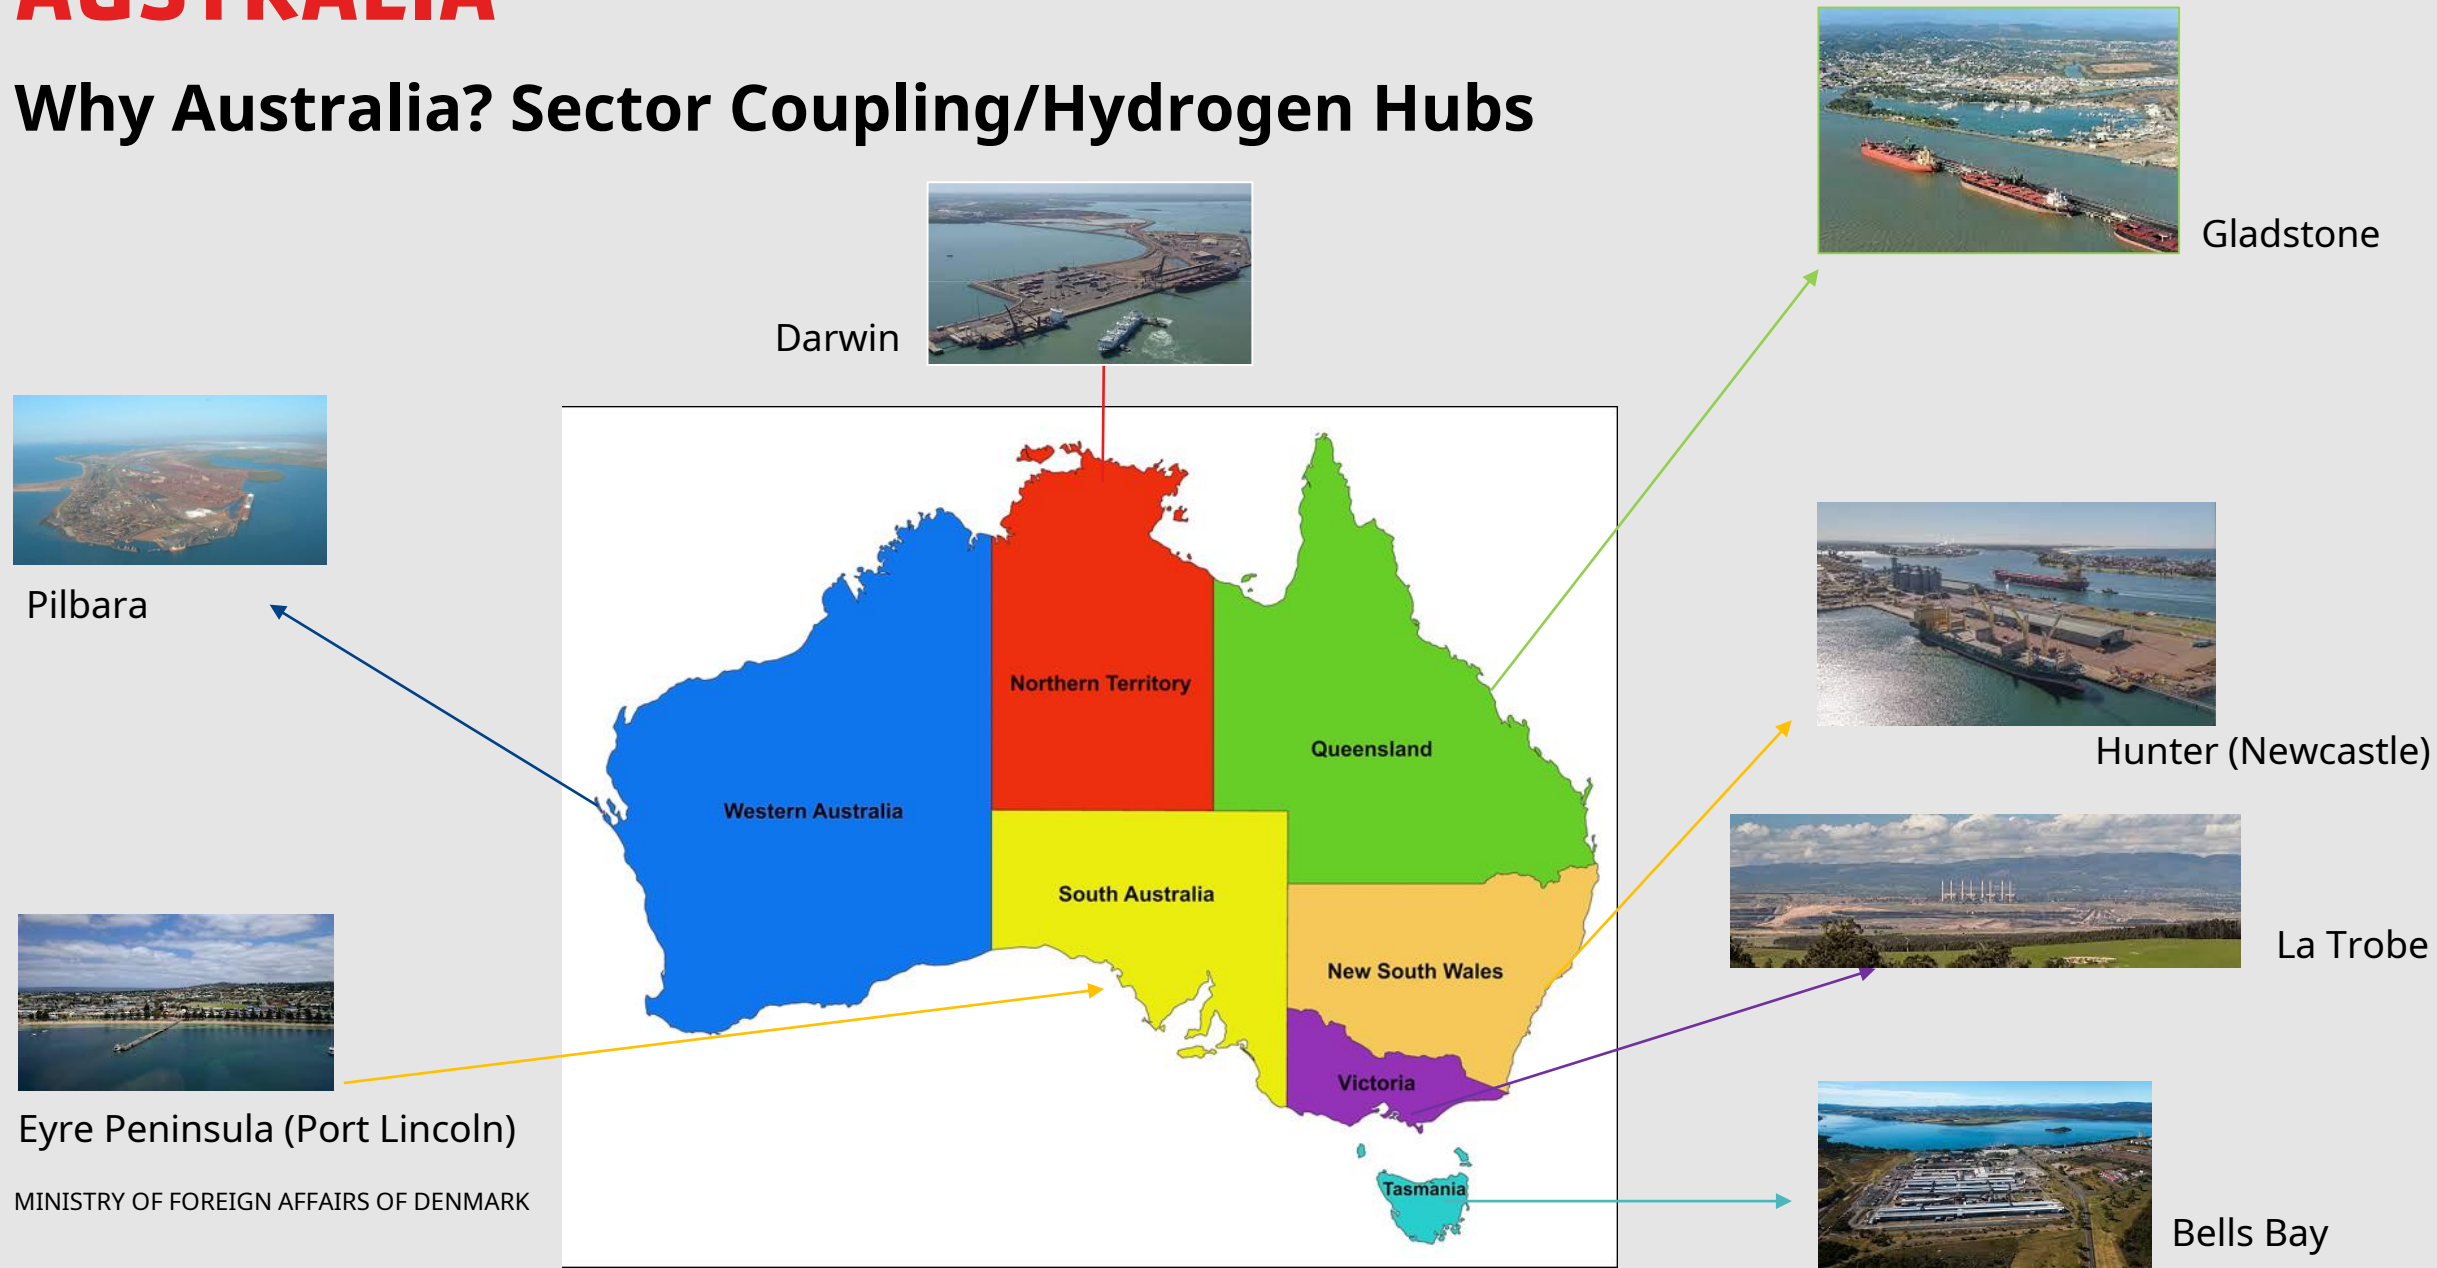 AUSTRALIA
Why Australia? Sector Coupling/Hydrogen Hubs
Gladstone
Darwin
Pilbara
Northern Territory
Queensland
Hunter (Newcastle)
Western Australia
South Australia
La Trobe
New South Wales
Victoria
Eyre Peninsula (Port Lincoln)
Tasmania
MINISTRY OF FOREIGN AFFAIRS OF DENMARK
Bells Bay